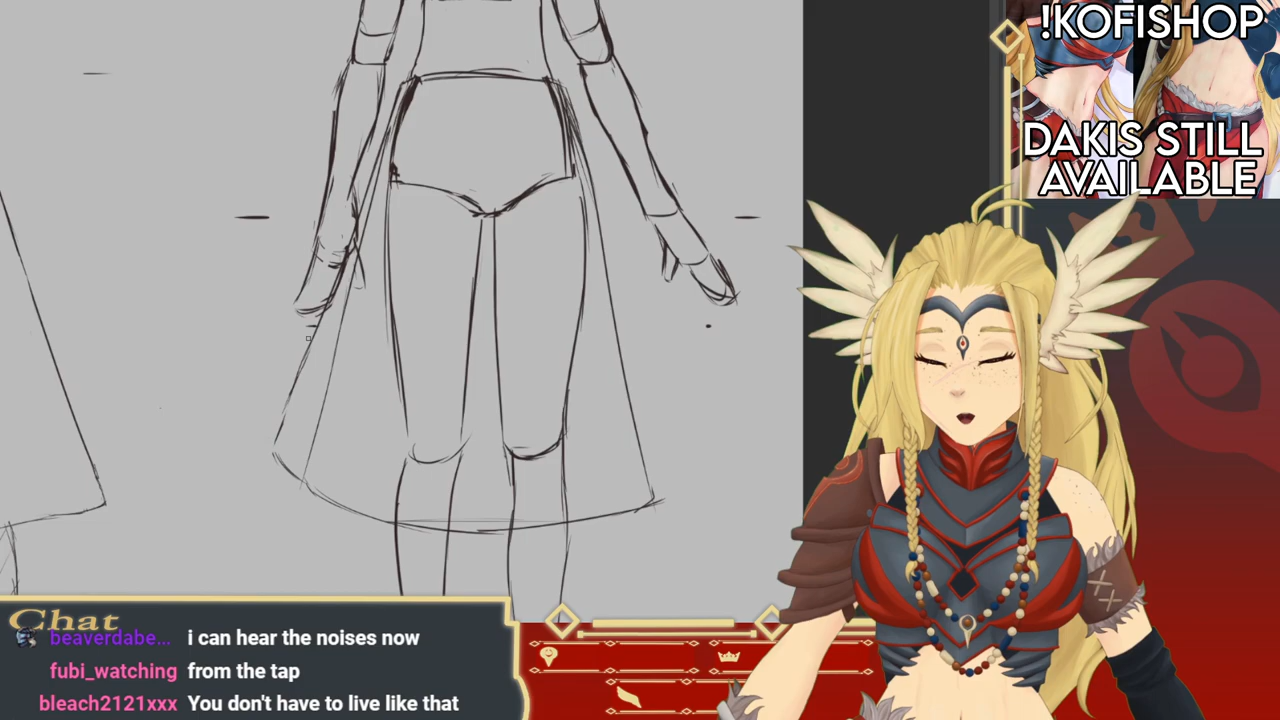 !KOFISHOP
DAKIS STILL
AVAILABLE
Chat
beaverdabe... i can hear the noises now
fubi_watching from the tap
bleach2121xxx You don't have to live like that